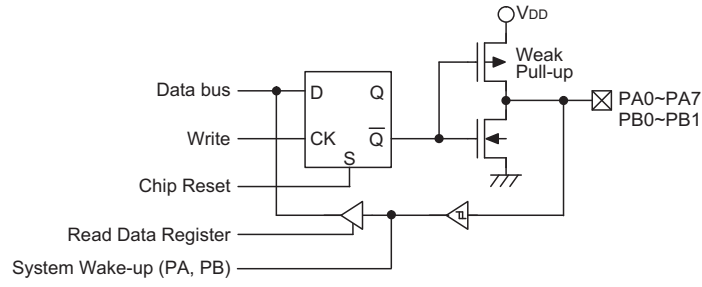 VDD
Weak
Pull-up
Data bus
D
Q
PA0~PA7
PB0~PB1
Write
CK
Q
S
Chip Reset
Read Data Register
System Wake-up (PA, PB)